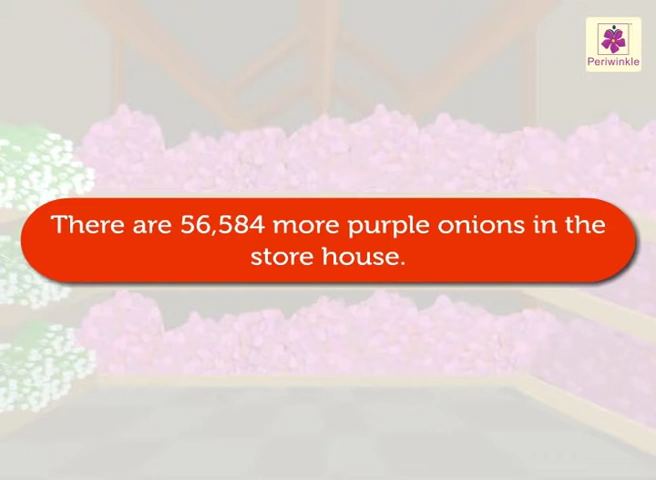 Periwinkle
There are 56,584 more purple onions in the
store house.